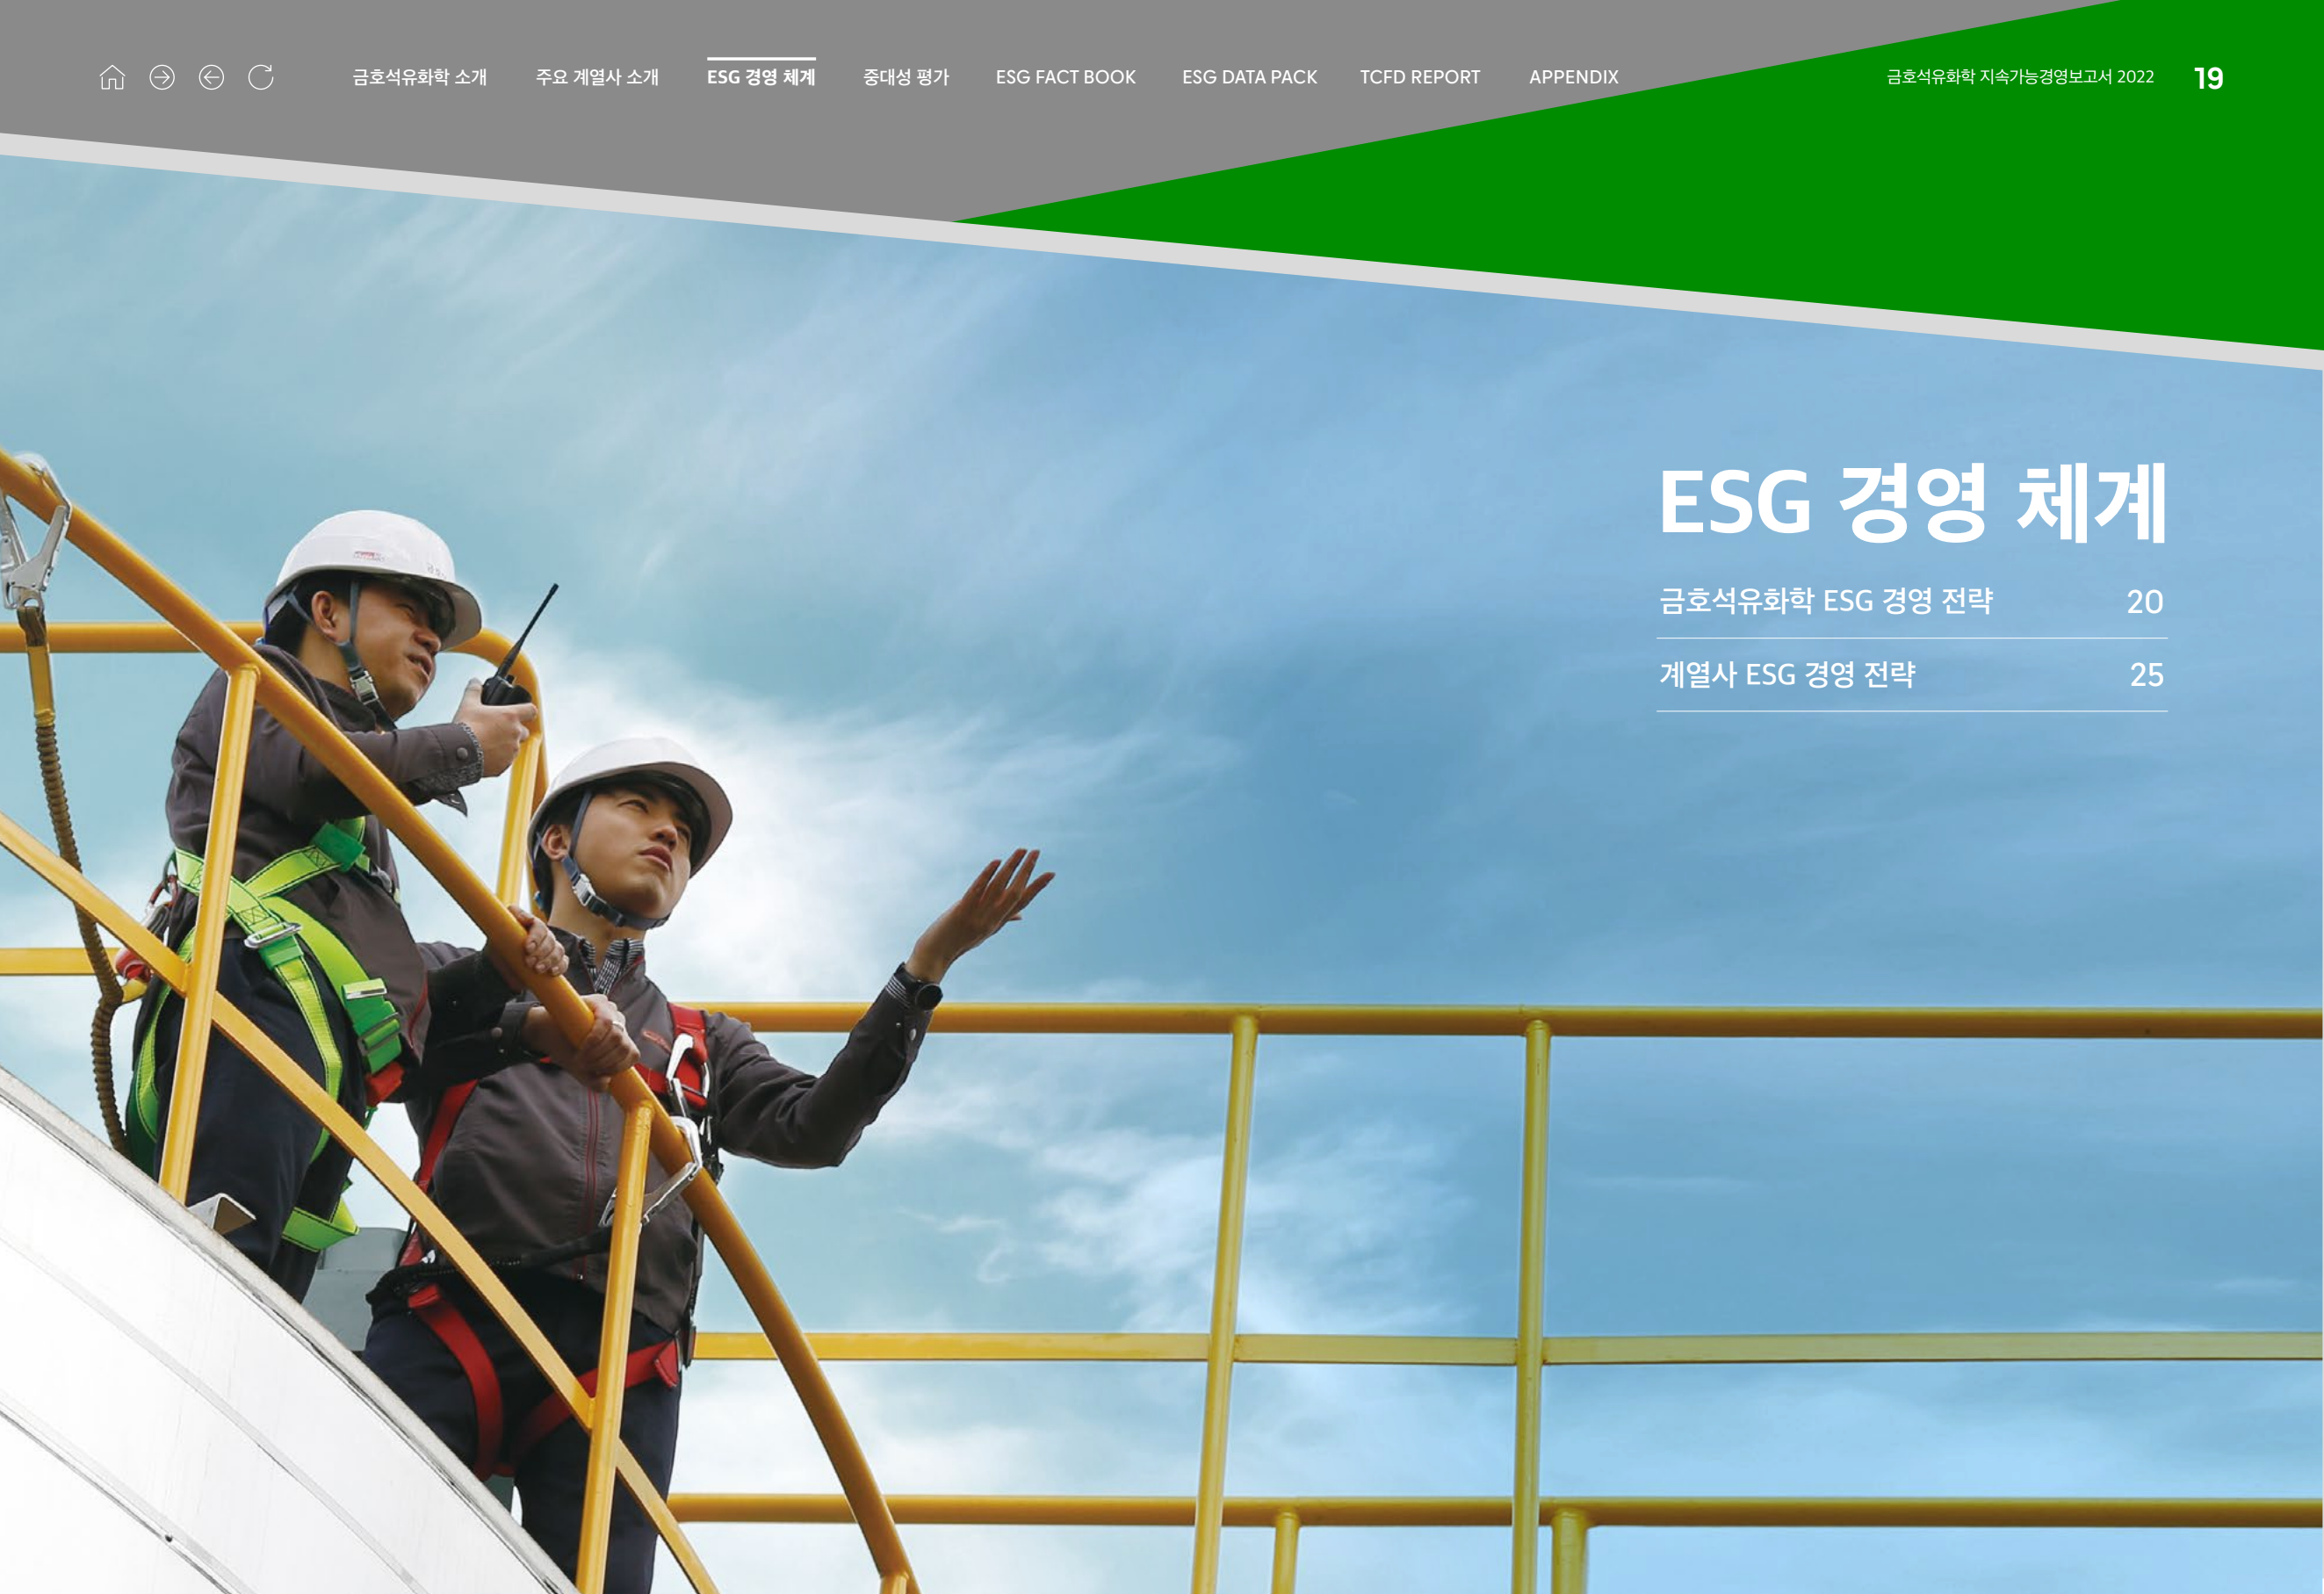 금호석유화학 소개 주요 계열사 소개 ESG 경영 체계 중대성 평가 ESG FACT BOOK ESG DATA PACK TCFD REPORT APPENDIX 금호석유화학 지속가능경영보고서 2022 19
ESG 경영 체계
금호석유화학 ESG 경영 전략 20
계열사 ESG 경영 전략 25